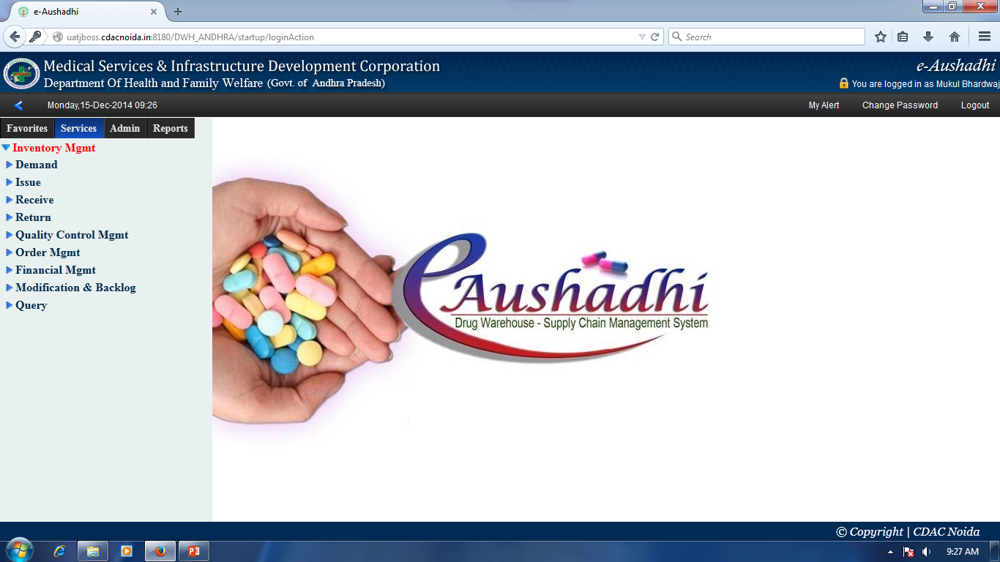 e-Aushadhi
uatjboss.cdacnoida.in:8180/DWH_ANDHRA/startup/loginAction
Search
Medical Services & Infrastructure Development Corporation
e-Aushadhi
Department Of Health and Family Welfare (Govt. of Andhra Pradesh)
You are logged in as Mukul Bhardwaj
Monday,15-Dec-2014 09:26
My Alert Change Password Logout
Favorites Services Admin Reports
Inventory Mgmt
Demand
Issue
Receive
Return
Quality Control Mgmt
Order Mgmt
Financial Mgmt
Modification & Backlog
Query
eAushadhi
Drug Warehouse - Supply Chain Management System
© Copyright | CDAC Noida
9:27 AM